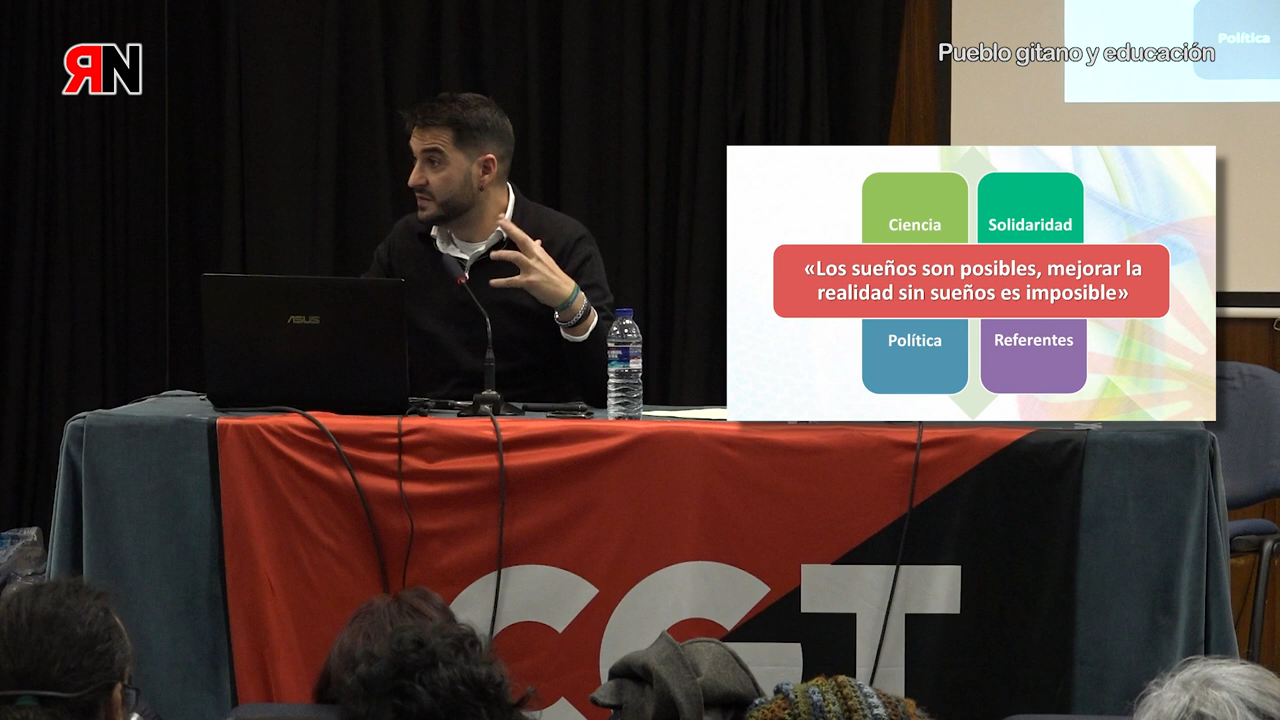 ЯN
Pueblo gitano y educación
Política
Ciencia
Solidaridad
«Los sueños son posibles, mejorar la
realidad sin sueños es imposible»
Política
Referentes
ASUS
CGT